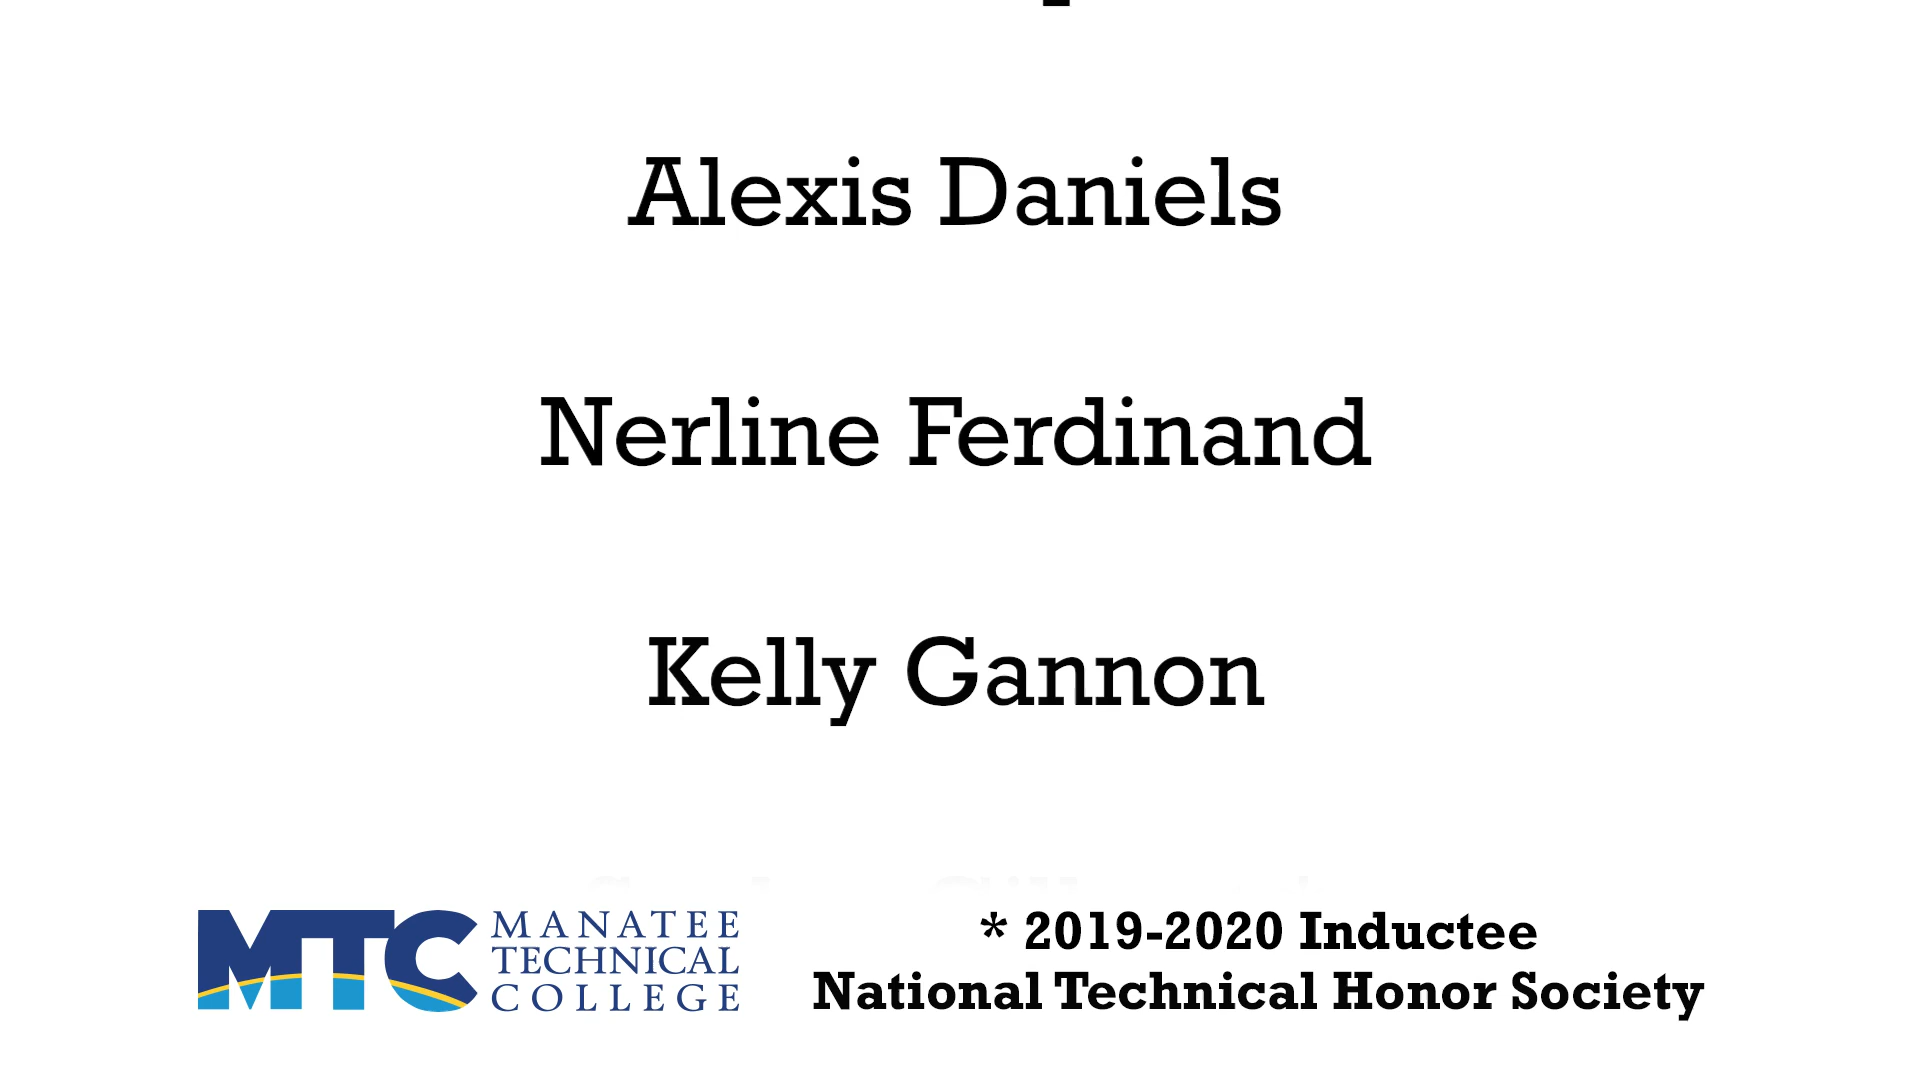 Alexis Daniels
Nerline Ferdinand
Kelly Gannon
MTC
MANATEE
TECHNICAL
COLLEGE
* 2019-2020 Inductee
National Technical Honor Society